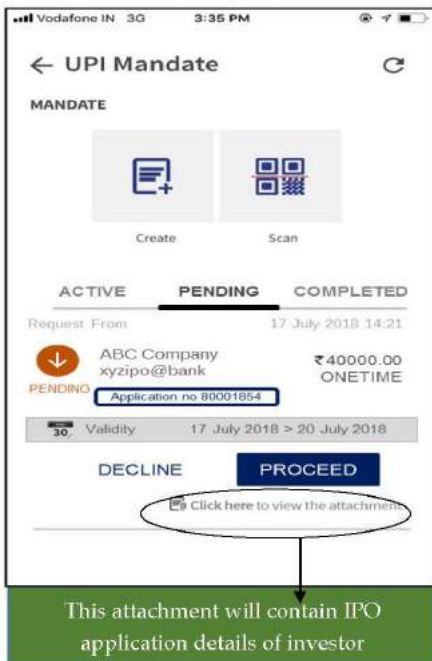 Vodafone IN 3G 3:35 PM
← UPI Mandate
MANDATE
Create Scan
ACTIVE PENDING COMPLETED
Request From 17 July 2018 14:21
ABC Company ₹40000.00
xyzipo@bank ONETIME
PENDING
Application no 80001854
30 Validity 17 July 2018 > 20 July 2018
DECLINE PROCEED
Click here to view the attachment
This attachment will contain IPO
application details of investor